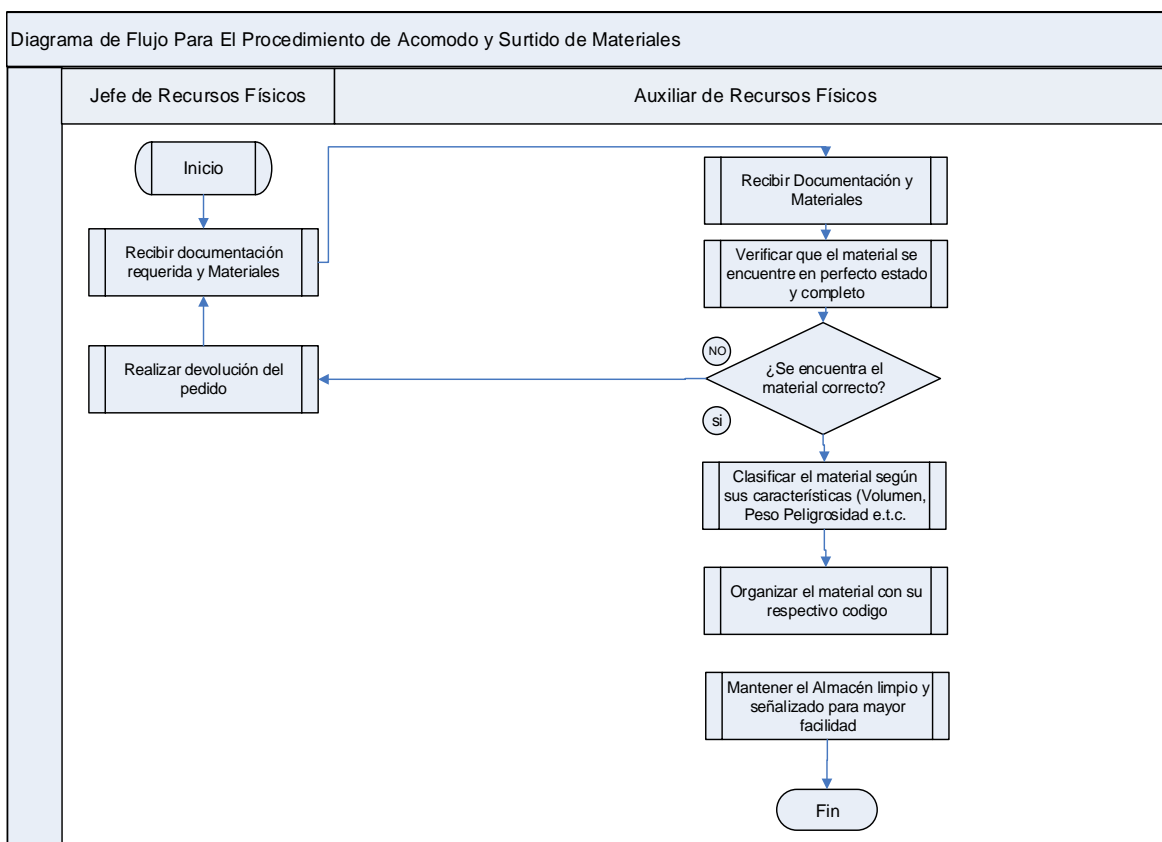 Diagrama de Flujo Para El Procedimiento de Acomodo y Surtido de Materiales
Jefe de Recursos Físicos
Auxiliar de Recursos Físicos
Inicio
Recibir documentación
requerida y Materiales
Realizar devolución del
pedido
Recibir Documentación y
Materiales
Verificar que el material se
encuentre en perfecto estado
y completo
NO
¿Se encuentra el
material correcto?
si
Clasificar el material según
sus características (Volumen,
Peso Peligrosidad e.t.c.
Organizar el material con su
respectivo codigo
Mantener el Almacén limpio y
señalizado para mayor
facilidad
Fin